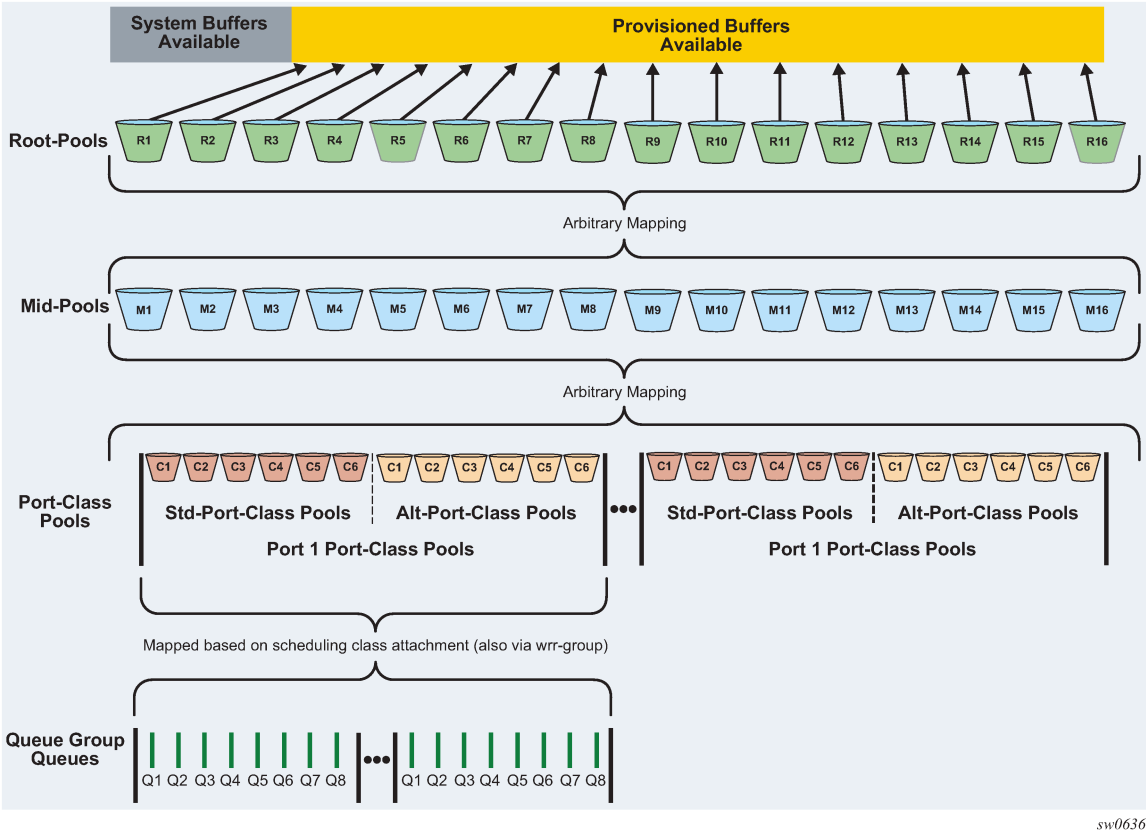 System Buffers
Available
Provisioned Buffers
Available
Root-Pools
R1 R2 R3 R4 R5 R6 R7 R8 R9 R10 R11 R12 R13 R14 R15 R16
Arbitrary Mapping
Mid-Pools
M1 M2 M3 M4 M5 M6 M7 M8 M9 M10 M11 M12 M13 M14 M15 M16
Arbitrary Mapping
Port-Class
Pools
C1 C2 C3 C4 C5 C6 C1 C2 C3 C4 C5 C6
Std-Port-Class Pools Alt-Port-Class Pools
Port 1 Port-Class Pools
C1 C2 C3 C4 C5 C6 C1 C2 C3 C4 C5 C6
Std-Port-Class Pools Alt-Port-Class Pools
Port 1 Port-Class Pools
Mapped based on scheduling class attachment (also via wrr-group)
Queue Group
Queues
Q1 Q2 Q3 Q4 Q5 Q6 Q7 Q8 Q1 Q2 Q3 Q4 Q5 Q6 Q7 Q8
sw0636